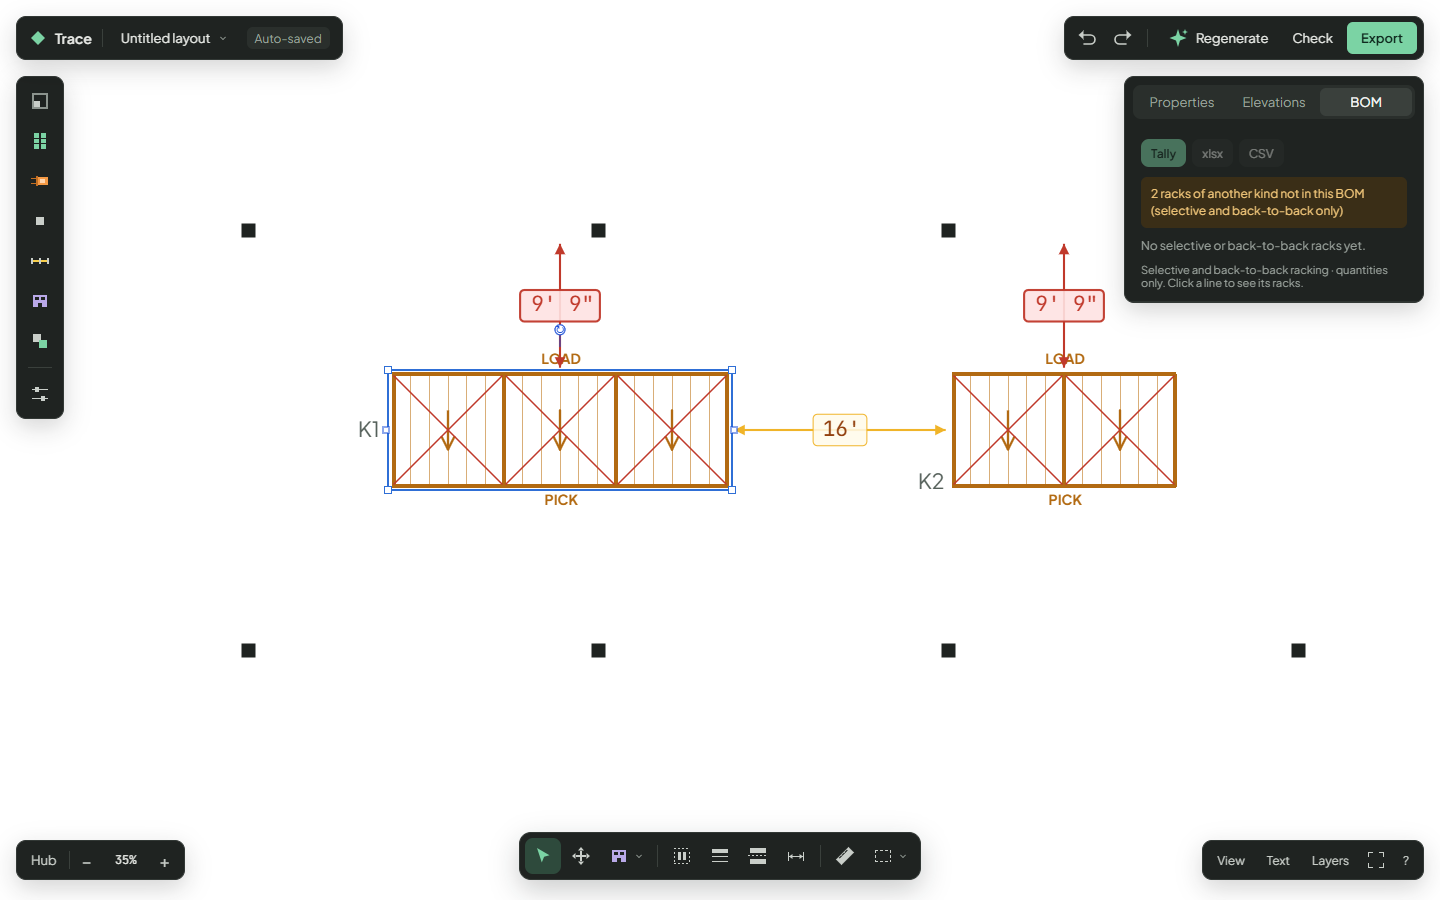 Trace
Untitled layout
Auto-saved
Regenerate
Check
Export
Properties
Elevations
BOM
Tally
xlsx
CSV
2 racks of another kind not in this BOM
(selective and back-to-back only)
No selective or back-to-back racks yet.
Selective and back-to-back racking · quantities
only. Click a line to see its racks.
9' 9"
9' 9"
LOAD
LOAD
K1
16'
K2
PICK
PICK
Hub
– 35% +
View
Text
Layers
?